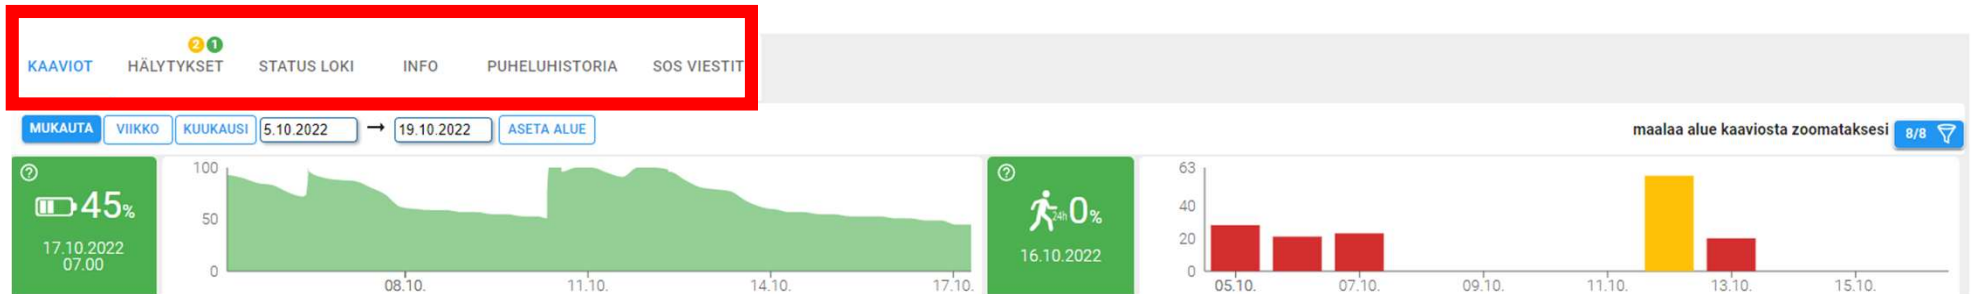 2 1
KAAVIOT HÄLYTYKSET STATUS LOKI INFO PUHELUHISTORIA SOS VIESTIT
MUKAUTA VIIKKO KUUKAUSI 5.10.2022 → 19.10.2022 ASETA ALUE maalaa alue kaaviosta zoomataksesi 8/8
45%
17.10.2022
07.00
100
50
0
08.10. 11.10. 14.10. 17.10.
24h 0%
16.10.2022
63
40
20
0
05.10. 07.10. 09.10. 11.10. 13.10. 15.10.